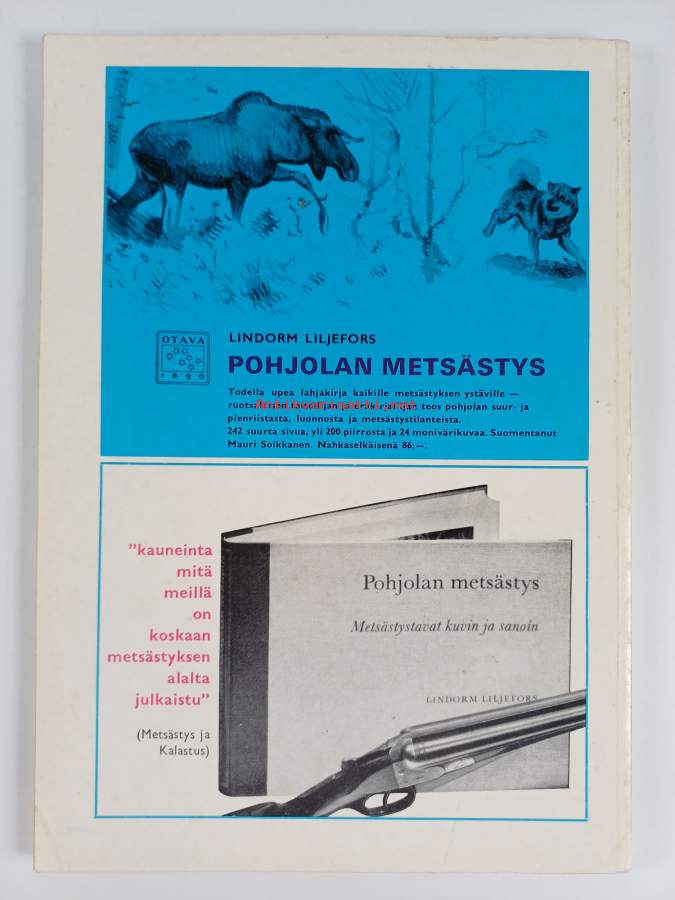 OTAVA
1890
LINDORM LILJEFORS
POHJOLAN METSÄSTYS
Todella upea lahjakirja kaikille metsästyksen ystäville —
teos pohjolan suur- ja
pienriistasta, luonnosta ja metsästystilanteista.
242 suurta sivua, yli 200 piirrosta ja 24 monivärikuvaa. Suomentanut
Mauri Soikkanen. Nahkaselkäisenä 86:—.
"kauneinta
mitä
meillä
on
koskaan
metsästyksen
alalta
julkaistu"
(Metsästys ja
Kalastus)
Pohjolan metsästys
Metsästystavat kuvin ja sanoin
LINDORM LILJEFORS